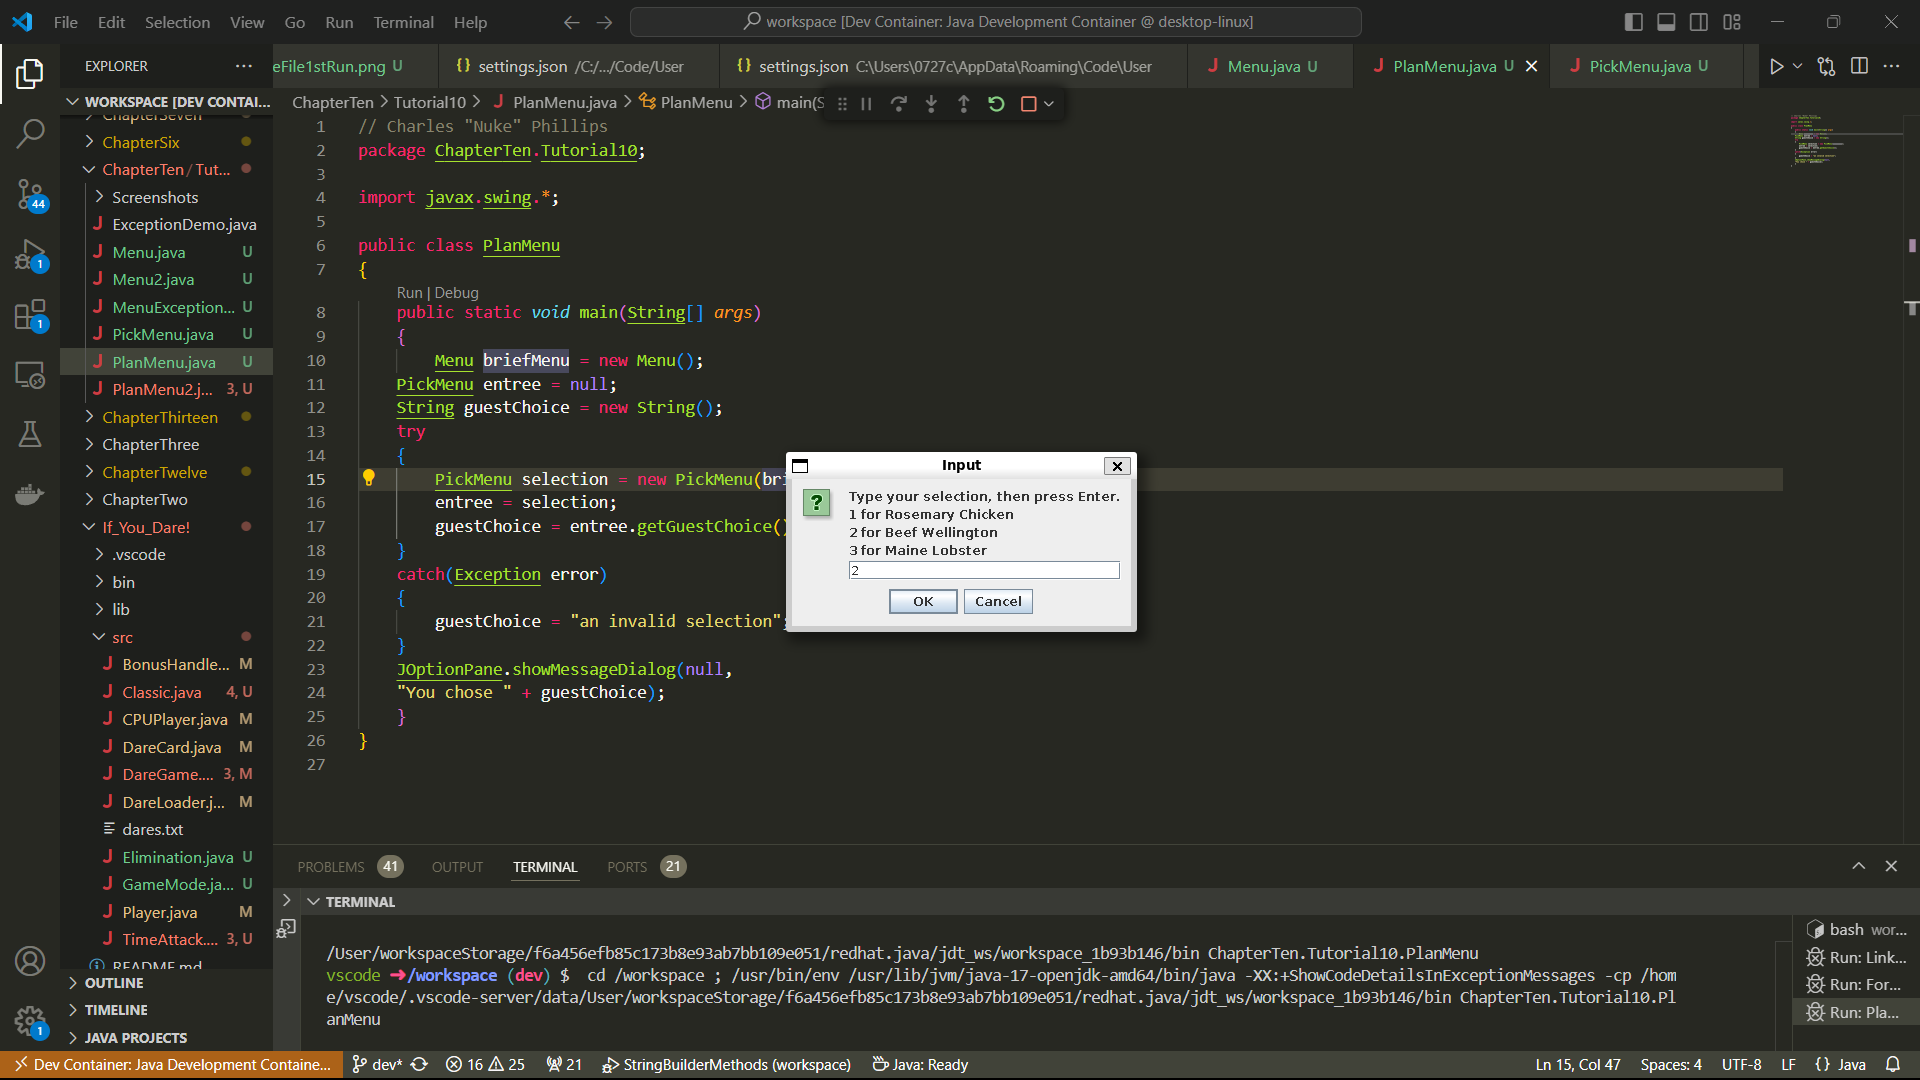 File Edit Selection View Go Run Terminal Help
workspace [Dev Container: Java Development Container @ desktop-linux]
EXPLORER
eFile1stRun.png U
{} settings.json /C:/.../Code/User
{} settings.json C:\Users\0727c\AppData\Roaming\Code\User
J Menu.java U
J PlanMenu.java U
J PickMenu.java U
WORKSPACE [DEV CONTAI...
ChapterTen > Tutorial10 > J PlanMenu.java > PlanMenu > main(S
ChapterSeven
ChapterSix
ChapterTen / Tut...
Screenshots
J ExceptionDemo.java
J Menu.java U
J Menu2.java U
J MenuException... U
J PickMenu.java U
J PlanMenu.java U
J PlanMenu2.j... 3, U
ChapterThirteen
ChapterThree
ChapterTwelve
ChapterTwo
If_You_Dare!
.vscode
bin
lib
src
J BonusHandle... M
J Classic.java 4, U
J CPUPlayer.java M
J DareCard.java M
J DareGame.... 3, M
J DareLoader.j... M
dares.txt
J Elimination.java U
J GameMode.ja... U
J Player.java M
J TimeAttack.... 3, U
README.md
OUTLINE
TIMELINE
JAVA PROJECTS
44
1
1
1
1 // Charles "Nuke" Phillips
2 package ChapterTen.Tutorial10;
3
4 import javax.swing.*;
5
6 public class PlanMenu
7 {
Run | Debug
8 public static void main(String[] args)
9 {
10 Menu briefMenu = new Menu();
11 PickMenu entree = null;
12 String guestChoice = new String();
13 try
14 {
15 PickMenu selection = new PickMenu(bri
16 entree = selection;
17 guestChoice = entree.getGuestChoice()
18 }
19 catch(Exception error)
20 {
21 guestChoice = "an invalid selection";
22 }
23 JOptionPane.showMessageDialog(null,
24 "You chose " + guestChoice);
25 }
26 }
27
Input
Type your selection, then press Enter.
1 for Rosemary Chicken
2 for Beef Wellington
3 for Maine Lobster
2
OK Cancel
PROBLEMS 41 OUTPUT TERMINAL PORTS 21
TERMINAL
/User/workspaceStorage/f6a456efb85c173b8e93ab7bb109e051/redhat.java/jdt_ws/workspace_1b93b146/bin ChapterTen.Tutorial10.PlanMenu
vscode ➜/workspace (dev) $ cd /workspace ; /usr/bin/env /usr/lib/jvm/java-17-openjdk-amd64/bin/java -XX:+ShowCodeDetailsInExceptionMessages -cp /hom
e/vscode/.vscode-server/data/User/workspaceStorage/f6a456efb85c173b8e93ab7bb109e051/redhat.java/jdt_ws/workspace_1b93b146/bin ChapterTen.Tutorial10.Pl
anMenu
bash wor...
Run: Link...
Run: For...
Run: Pla...
Dev Container: Java Development Containe... dev* 16 25 21 StringBuilderMethods (workspace) Java: Ready
Ln 15, Col 47 Spaces: 4 UTF-8 LF {} Java